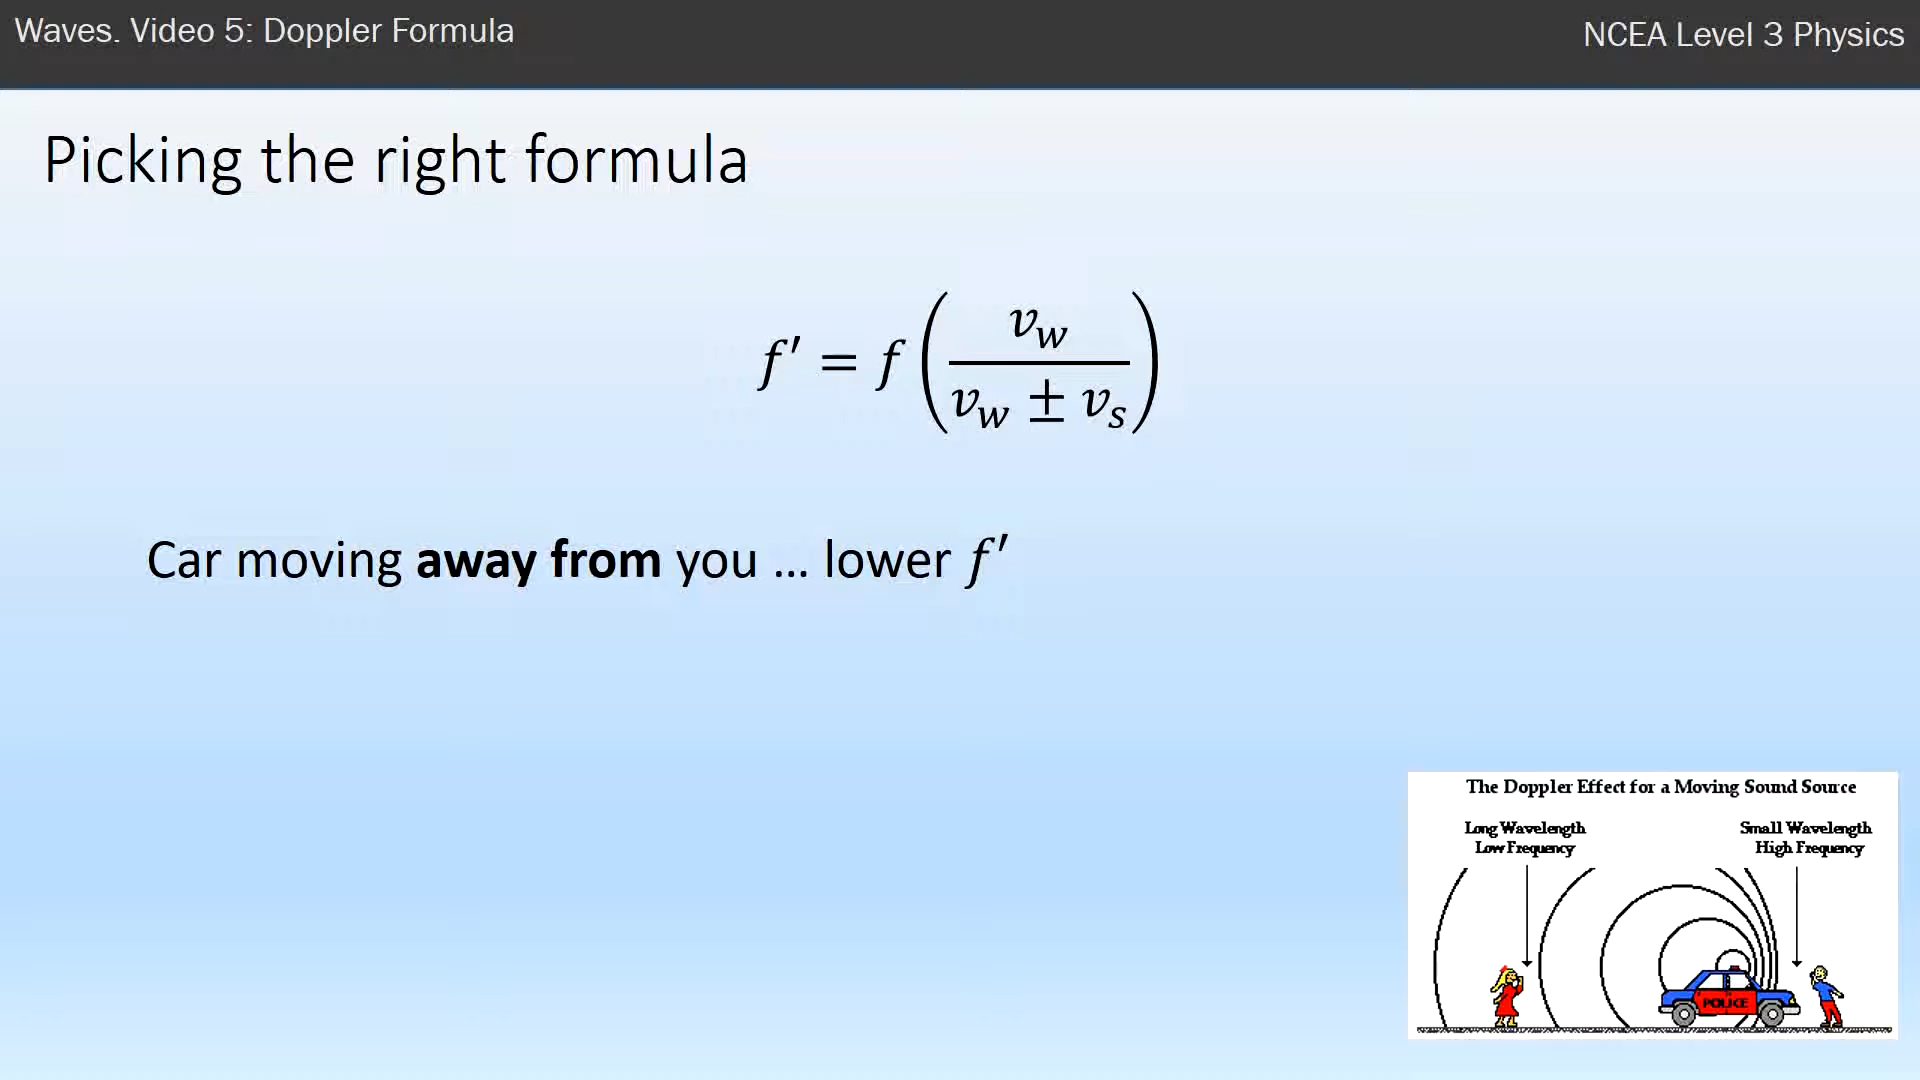 Waves. Video 5: Doppler Formula
NCEA Level 3 Physics
Picking the right formula
f′ = f (v_w / (v_w ± v_s))
Car moving away from you ... lower f′
The Doppler Effect for a Moving Sound Source
Long Wavelength
Low Frequency
Small Wavelength
High Frequency
POLICE